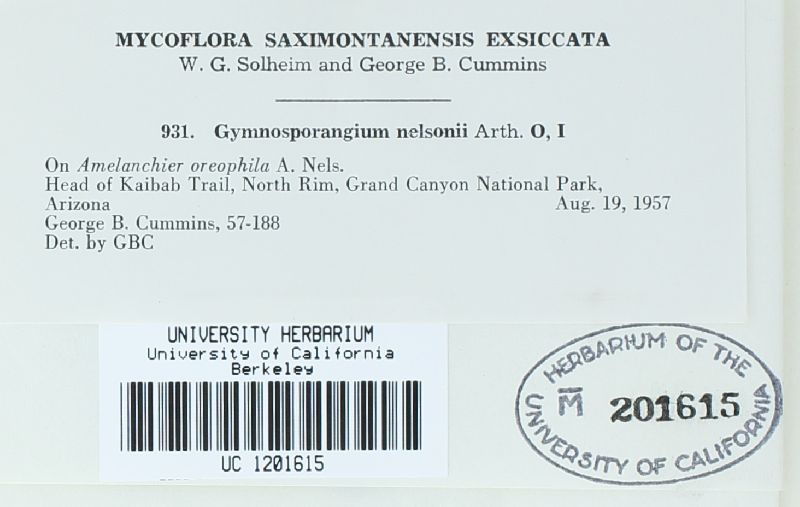 MYCOFLORA SAXIMONTANENSIS EXSICCATA
W. G. Solheim and George B. Cummins
931. Gymnosporangium nelsonii Arth. O, I
On Amelanchier oreophila A. Nels.
Head of Kaibab Trail, North Rim, Grand Canyon National Park,
Arizona Aug. 19, 1957
George B. Cummins, 57-188
Det. by GBC
UNIVERSITY HERBARIUM
University of California
Berkeley
UC 1201615
HERBARIUM OF THE
M 201615
UNIVERSITY OF CALIFORNIA